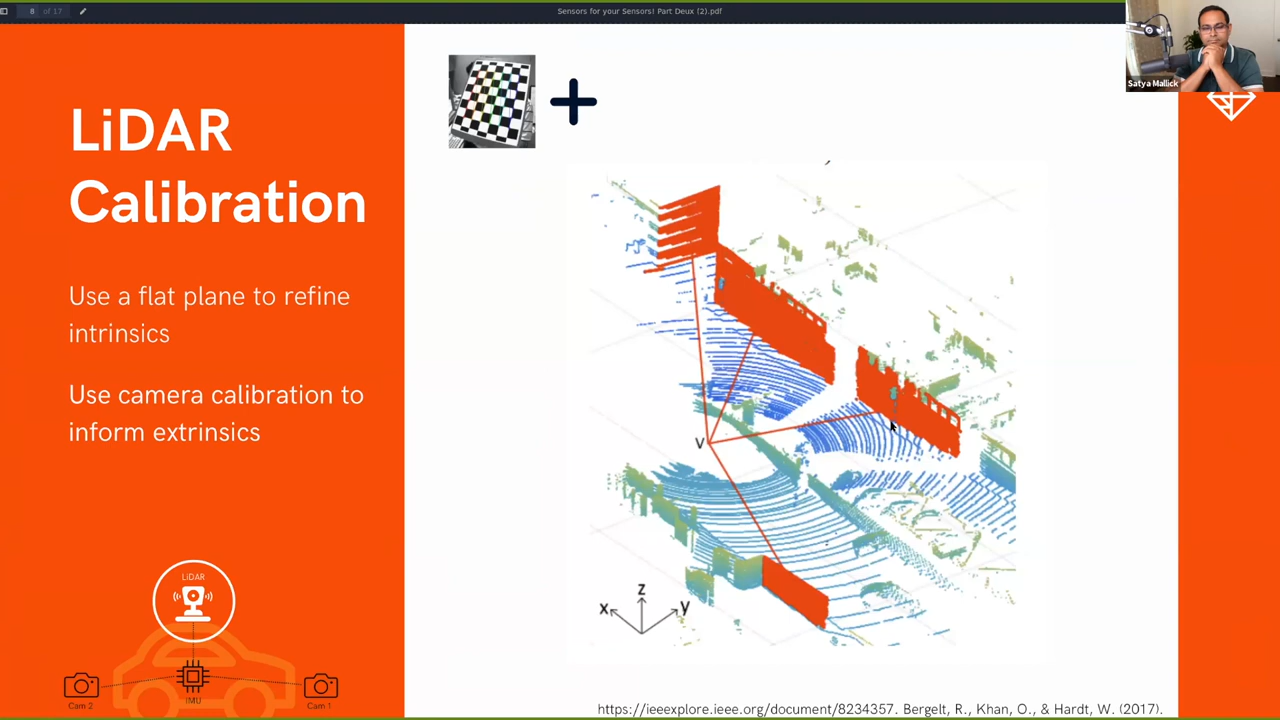 8 of 17
Sensors for your Sensors! Part Deux (2).pdf
Satya Mallick
LiDAR
Calibration
Use a flat plane to refine
intrinsics
Use camera calibration to
inform extrinsics
LiDAR
IMU
Cam 2
Cam 1
V
z
x
y
https://ieeexplore.ieee.org/document/8234357. Bergelt, R., Khan, O., & Hardt, W. (2017).